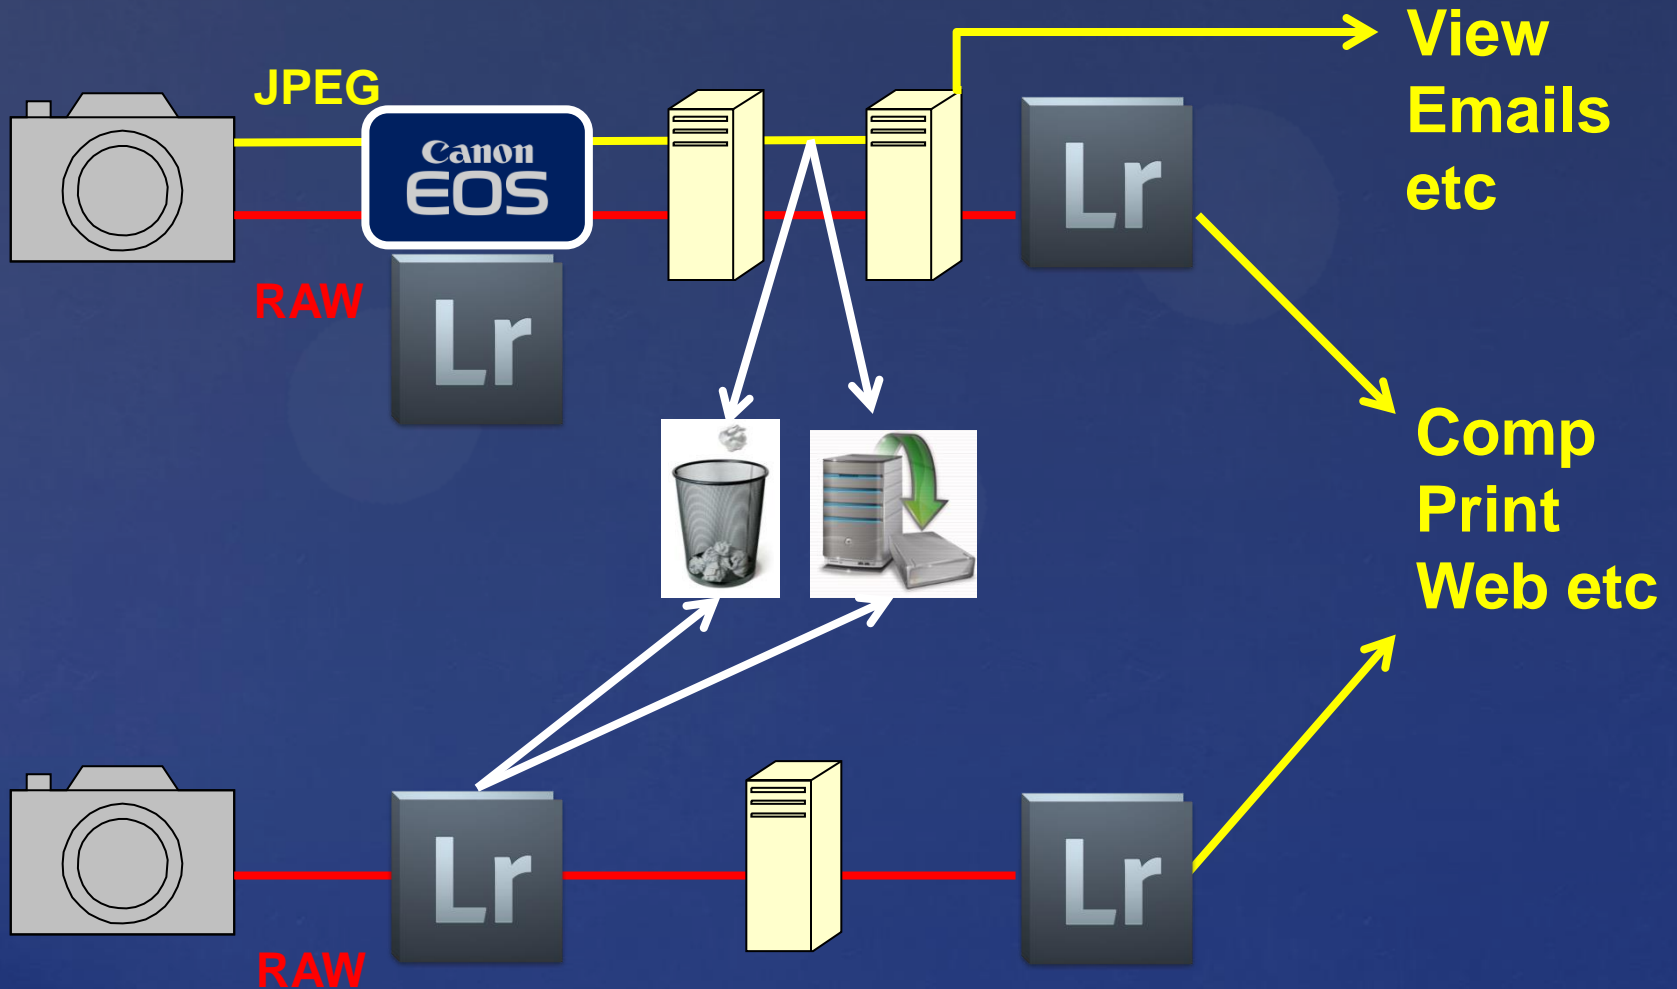 JPEG
RAW
Canon
EOS
Lr
Lr
View
Emails
etc
Comp
Print
Web etc
RAW
Lr
Lr